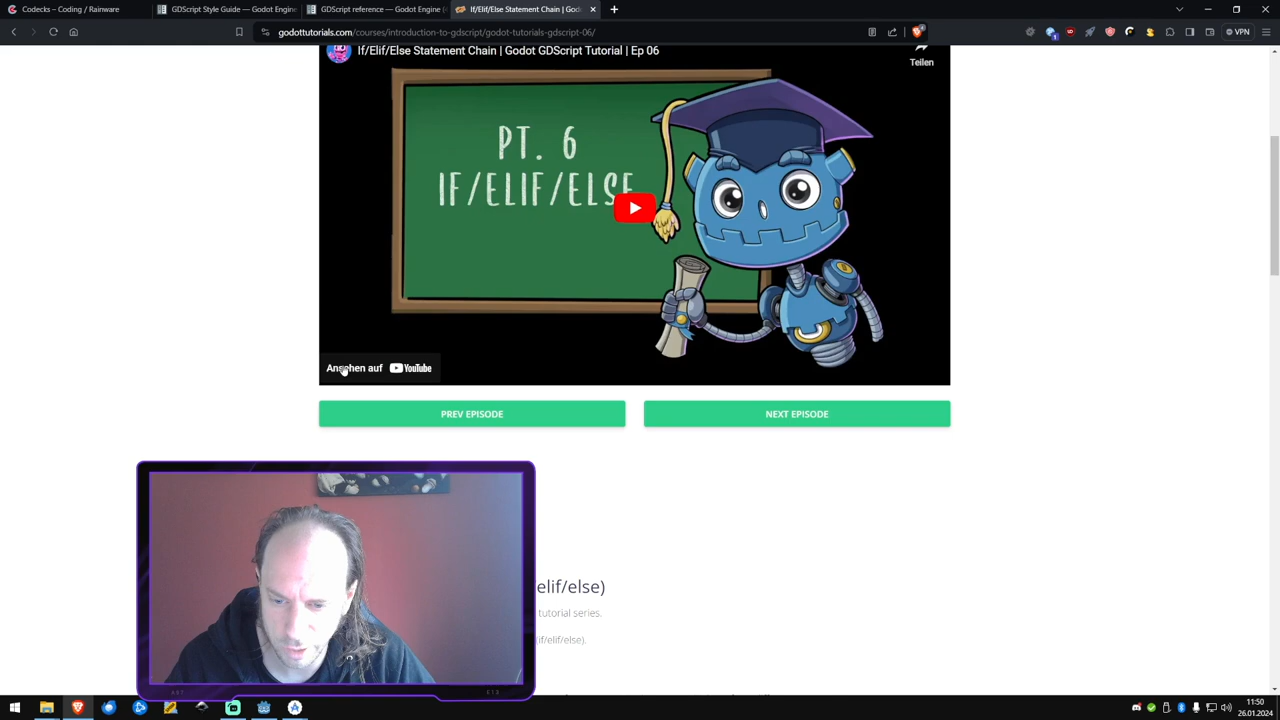 Codecks – Coding / Rainware
GDScript Style Guide — Godot Engine
GDScript reference — Godot Engine (
If/Elif/Else Statement Chain | God
godottutorials.com/courses/introduction-to-gdscript/godot-tutorials-gdscript-06/
VPN
If/Elif/Else Statement Chain | Godot GDScript Tutorial | Ep 06
Teilen
PT. 6
IF/ELIF/ELSE
Ansehen auf YouTube
PREV EPISODE
NEXT EPISODE
elif/else)
tutorial series.
(if/elif/else).
E13
11:50
26.01.2024